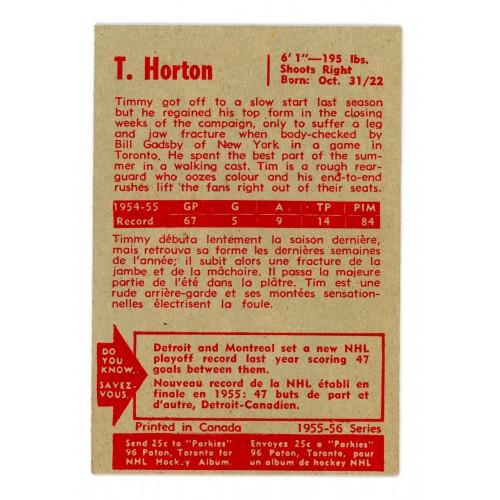 T. Horton
6' 1"—195 lbs.
Shoots Right
Born: Oct. 31/22
Timmy got off to a slow start last season
but he regained his top form in the closing
weeks of the campaign, only to suffer a leg
and jaw fracture when body-checked by
Bill Gadsby of New York in a game in
Toronto. He spent the best part of the sum-
mer in a walking cast. Tim is a rough rear-
guard who oozes colour and his end-to-end
rushes lift the fans right out of their seats.
1954-55 GP G A TP PIM
Record 67 5 9 14 84
Timmy débuta lentement la saison dernière,
mais retrouva sa forme les dernières semaines
de l'année; il subit alors une fracture de la
jambe et de la mâchoire. Il passa la majeure
partie de l'été dans le plâtre. Tim est une
rude arrière-garde et ses montées sensation-
nelles électrisent la foule.
DO
YOU
KNOW..
SAVEZ-
VOUS.
Detroit and Montreal set a new NHL
playoff record last year scoring 47
goals between them.
Nouveau record de la NHL établi en
finale en 1955: 47 buts de part et
d'autre, Detroit-Canadien.
Printed in Canada 1955-56 Series
Send 25c to "Parkies"
96 Paton, Toronto for
NHL Hockey Album.
Envoyez 25c a "Parkies"
96 Paton, Toronto, pour
un album de hockey NHL